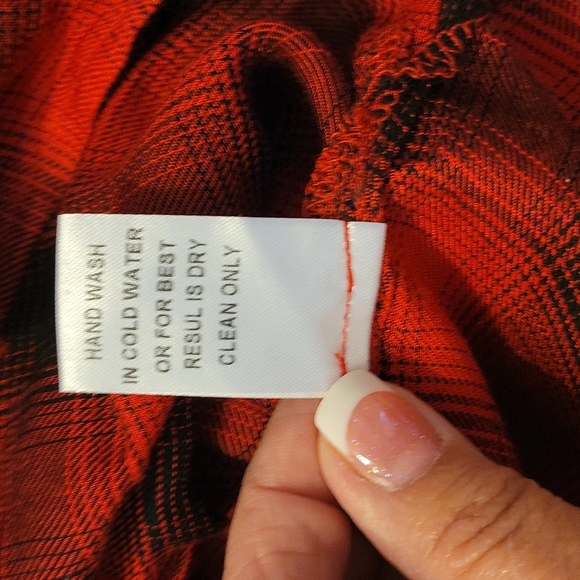 HAND WASH
IN COLD WATER
OR FOR BEST
RESUL IS DRY
CLEAN ONLY